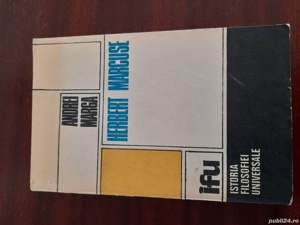 ANDREI
MARGA
HERBERT MARCUSE
ifu
ISTORIA
FILOSOFIEI
UNIVERSALE
publi24.ro